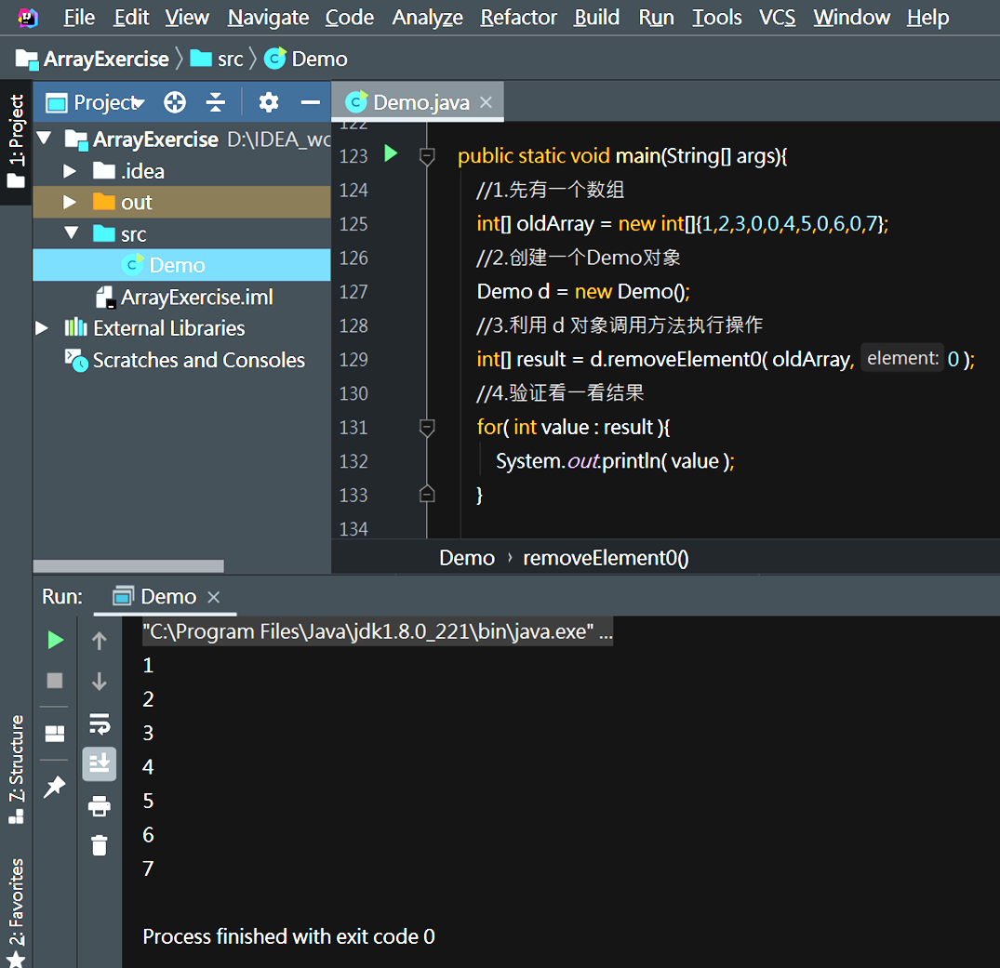 File Edit View Navigate Code Analyze Refactor Build Run Tools VCS Window Help
ArrayExercise src Demo
1: Project
Project
Demo.java
ArrayExercise D:\IDEA_wc
.idea
out
src
Demo
ArrayExercise.iml
External Libraries
Scratches and Consoles
122
123 public static void main(String[] args){
124 //1.先有一个数组
125 int[] oldArray = new int[]{1,2,3,0,0,4,5,0,6,0,7};
126 //2.创建一个Demo对象
127 Demo d = new Demo();
128 //3.利用 d 对象调用方法执行操作
129 int[] result = d.removeElement0( oldArray, element: 0 );
130 //4.验证看一看结果
131 for( int value : result ){
132 System.out.println( value );
133 }
134
Demo › removeElement0()
Run: Demo
"C:\Program Files\Java\jdk1.8.0_221\bin\java.exe" ...
1
2
3
4
5
6
7
Process finished with exit code 0
Z: Structure
2: Favorites